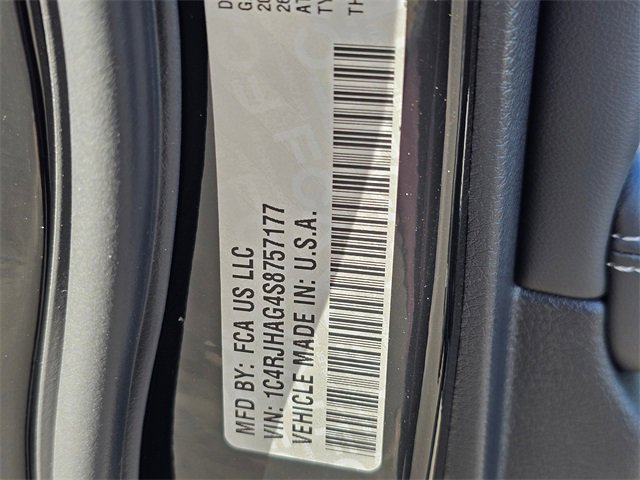 MFD BY: FCA US LLC
VIN: 1C4RJHAG4S8757177
VEHICLE MADE IN: U.S.A.